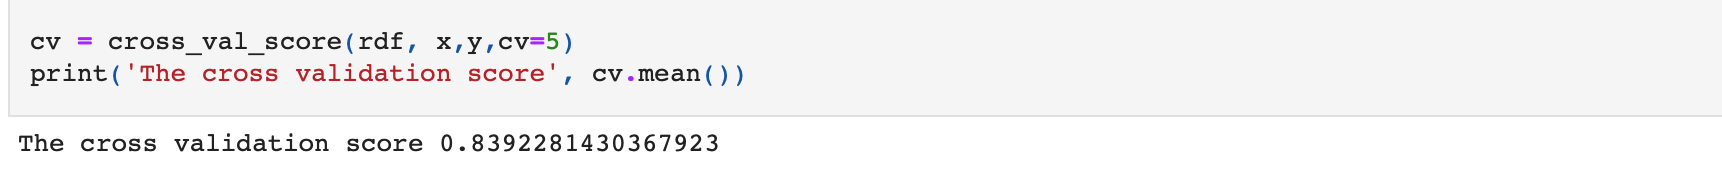 cv = cross_val_score(rdf, x,y,cv=5)
print('The cross validation score', cv.mean())
The cross validation score 0.8392281430367923